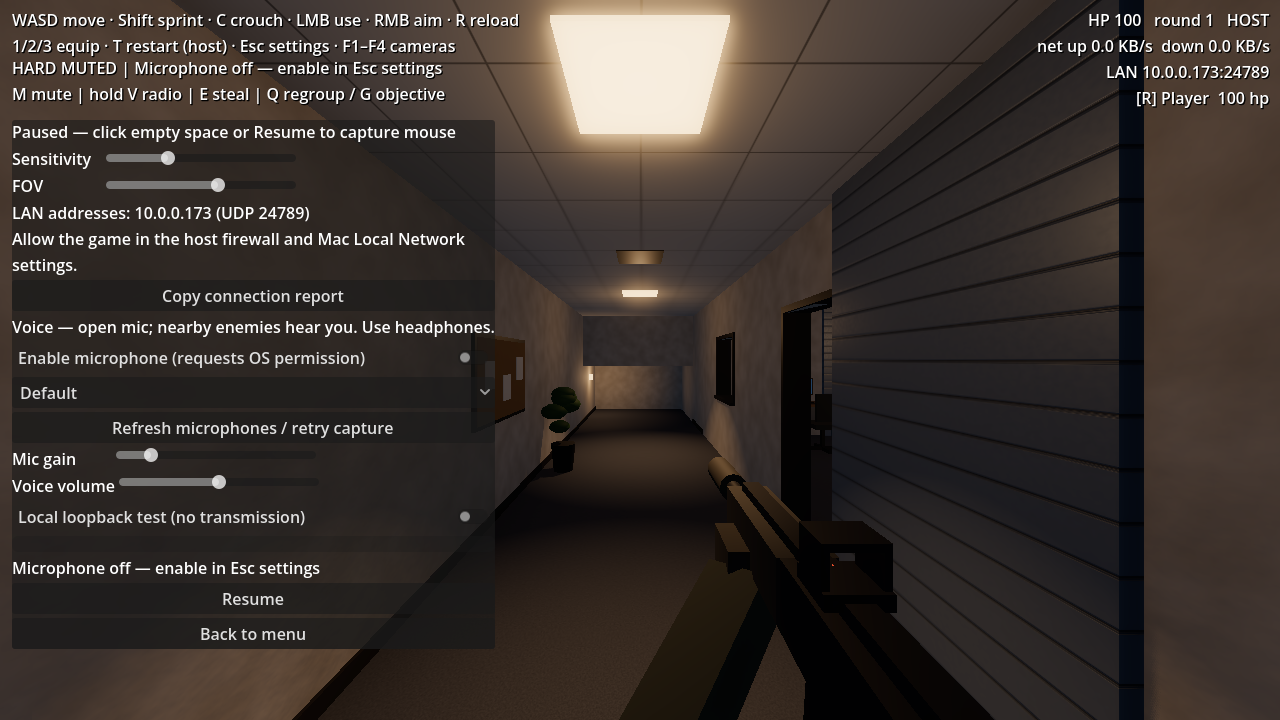 WASD move · Shift sprint · C crouch · LMB use · RMB aim · R reload
1/2/3 equip · T restart (host) · Esc settings · F1–F4 cameras
HARD MUTED | Microphone off — enable in Esc settings
M mute | hold V radio | E steal | Q regroup / G objective
HP 100 round 1 HOST
net up 0.0 KB/s down 0.0 KB/s
LAN 10.0.0.173:24789
[R] Player 100 hp
Paused — click empty space or Resume to capture mouse
Sensitivity
FOV
LAN addresses: 10.0.0.173 (UDP 24789)
Allow the game in the host firewall and Mac Local Network
settings.
Copy connection report
Voice — open mic; nearby enemies hear you. Use headphones.
Enable microphone (requests OS permission)
Default
Refresh microphones / retry capture
Mic gain
Voice volume
Local loopback test (no transmission)
Microphone off — enable in Esc settings
Resume
Back to menu